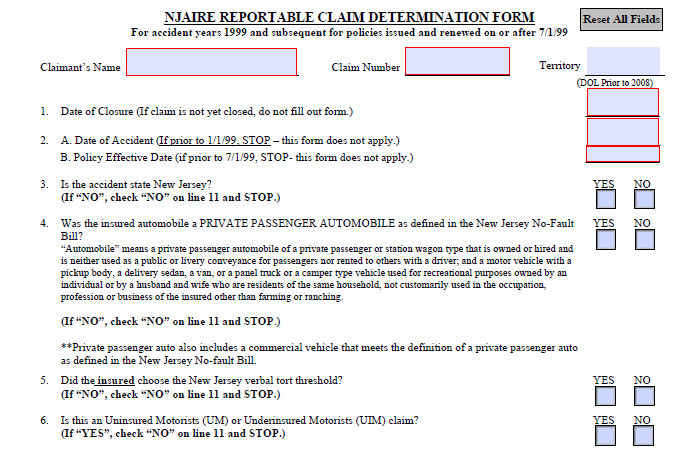 NJAIRE REPORTABLE CLAIM DETERMINATION FORM
Reset All Fields
For accident years 1999 and subsequent for policies issued and renewed on or after 7/1/99
Claimant's Name
Claim Number
Territory
(DOL Prior to 2008)
1. Date of Closure (If claim is not yet closed, do not fill out form.)
2. A. Date of Accident (If prior to 1/1/99, STOP – this form does not apply.)
B. Policy Effective Date (if prior to 7/1/99, STOP- this form does not apply.)
3. Is the accident state New Jersey? YES NO
(If “NO”, check “NO” on line 11 and STOP.)
4. Was the insured automobile a PRIVATE PASSENGER AUTOMOBILE as defined in the New Jersey No-Fault YES NO
Bill?
“Automobile” means a private passenger automobile of a private passenger or station wagon type that is owned or hired and
is neither used as a public or livery conveyance for passengers nor rented to others with a driver; and a motor vehicle with a
pickup body, a delivery sedan, a van, or a panel truck or a camper type vehicle used for recreational purposes owned by an
individual or by a husband and wife who are residents of the same household, not customarily used in the occupation,
profession or business of the insured other than farming or ranching.
(If “NO”, check “NO” on line 11 and STOP.)
**Private passenger auto also includes a commercial vehicle that meets the definition of a private passenger auto
as defined in the New Jersey No-fault Bill.
5. Did the insured choose the New Jersey verbal tort threshold? YES NO
(If “NO”, check “NO” on line 11 and STOP.)
6. Is this an Uninsured Motorists (UM) or Underinsured Motorists (UIM) claim? YES NO
(If “YES”, check “NO” on line 11 and STOP.)